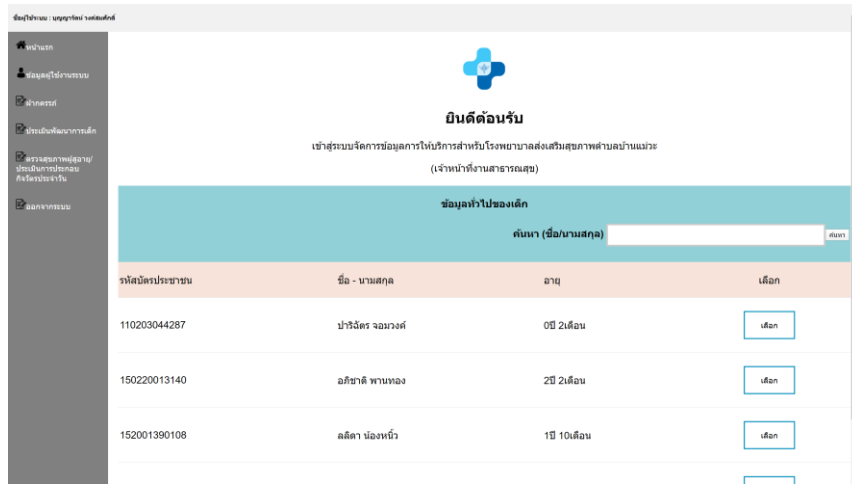 ชื่อผู้ใช้ระบบ : บุญญารัตน์ วงค์สมศักดิ์
หน้าแรก
ข้อมูลผู้ใช้งานระบบ
ฝากครรภ์
ประเมินพัฒนาการเด็ก
ตรวจสุขภาพผู้สูอายุ/
ประเมินการประกอบ
กิจวัตรประจำวัน
ออกจากระบบ
ยินดีต้อนรับ
เข้าสู่ระบบจัดการข้อมูลการให้บริการสำหรับโรงพยาบาลส่งเสริมสุขภาพตำบลบ้านแม่วะ
(เจ้าหน้าที่งานสาธารณสุข)
ข้อมูลทั่วไปของเด็ก
ค้นหา (ชื่อ/นามสกุล) ค้นหา
รหัสบัตรประชาชน ชื่อ - นามสกุล อายุ เลือก
110203044287 ปาริฉัตร จอมวงค์ 0ปี 2เดือน เลือก
150220013140 อภิชาติ พานทอง 2ปี 2เดือน เลือก
152001390108 ลลิตา น้องหนิ้ว 1ปี 10เดือน เลือก